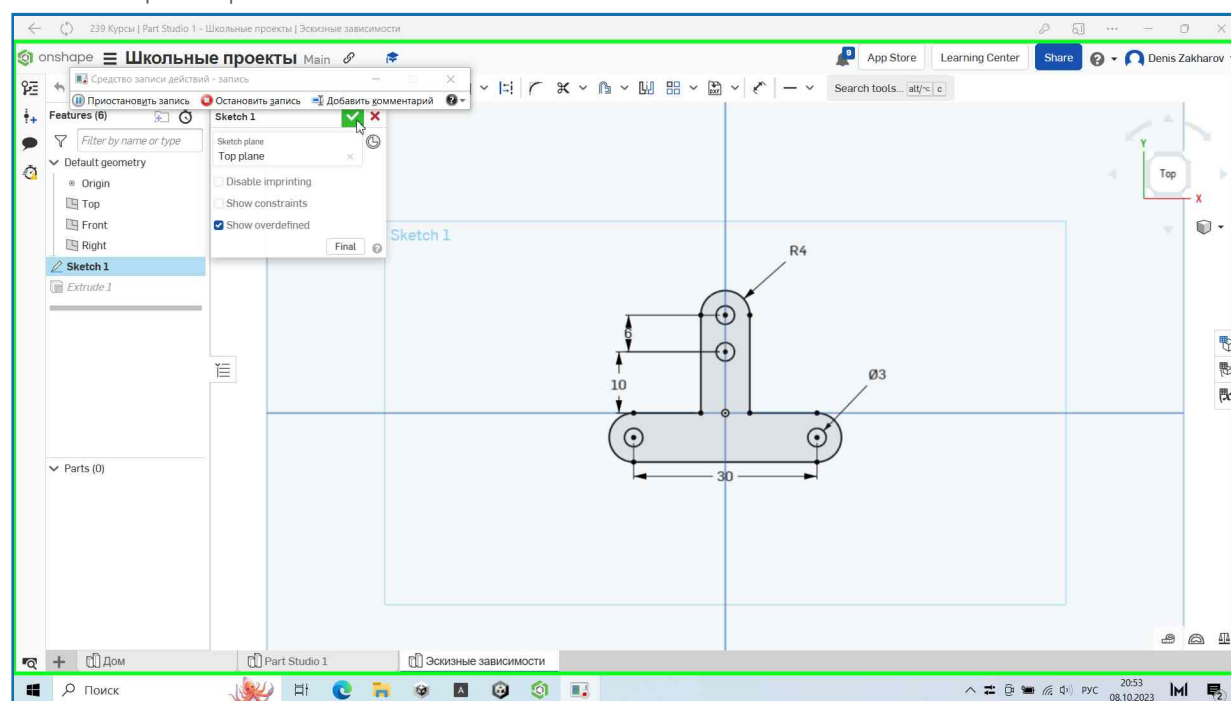 239 Курсы | Part Studio 1 - Школьные проекты | Эскизные зависимости
onshape Школьные проекты Main
App Store Learning Center Share Denis Zakharov
Средство записи действий - запись
Search tools... alt/⌥ c
Приостановить запись Остановить запись Добавить комментарий
Features (6)
Sketch 1
Filter by name or type
Sketch plane
Top plane
Default geometry
Origin
Disable imprinting
Top
Show constraints
Front
Show overdefined
Right
Final
Sketch 1
Extrude 1
Y
Top
X
Sketch 1
R4
6
10
Ø3
30
Parts (0)
Дом Part Studio 1 Эскизные зависимости
Поиск
РУС
20:53
08.10.2023